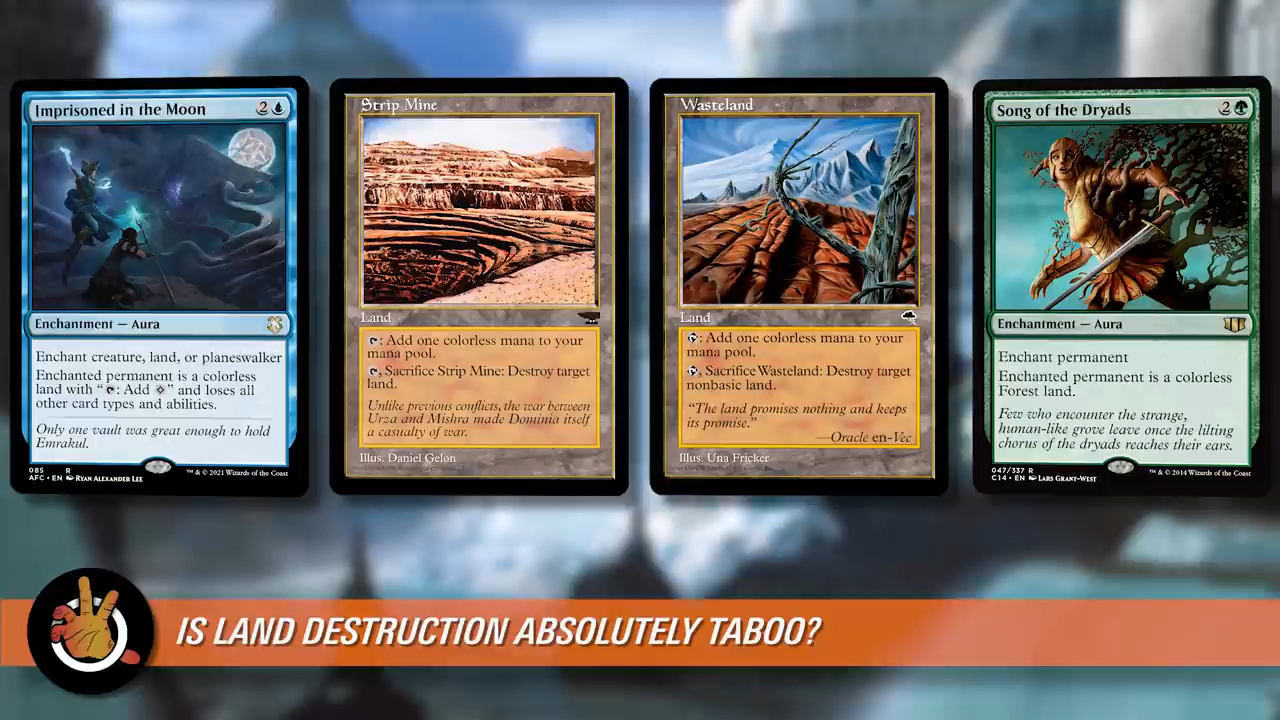 Imprisoned in the Moon 2
Enchantment — Aura
Enchant creature, land, or planeswalker
Enchanted permanent is a colorless
land with “: Add ” and loses all
other card types and abilities.
Only one vault was great enough to hold
Emrakul.
085 R
AFC • EN Ryan Alexander Lee
™ & © 2021 Wizards of the Coast
Strip Mine
Land
: Add one colorless mana to your
mana pool.
, Sacrifice Strip Mine: Destroy target
land.
Unlike previous conflicts, the war between
Urza and Mishra made Dominia itself
a casualty of war.
Illus. Daniel Gelon
Wasteland
Land
: Add one colorless mana to your
mana pool.
, Sacrifice Wasteland: Destroy target
nonbasic land.
“The land promises nothing and keeps
its promise.”
—Oracle en-Vec
Illus. Una Fricker
Song of the Dryads 2
Enchantment — Aura
Enchant permanent
Enchanted permanent is a colorless
Forest land.
Few who encounter the strange,
human-like grove leave once the lilting
chorus of the dryads reaches their ears.
047/337 R
C14 • EN Lars Grant-West
™ & © 2014 Wizards of the Coast
IS LAND DESTRUCTION ABSOLUTELY TABOO?